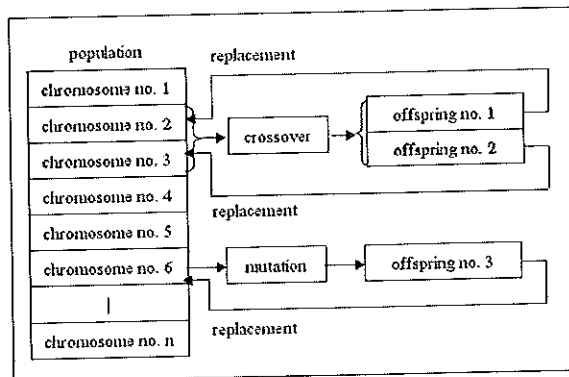 population
replacement
chromosome no. 1
chromosome no. 2
chromosome no. 3
chromosome no. 4
chromosome no. 5
chromosome no. 6
|
chromosome no. n
crossover
offspring no. 1
offspring no. 2
replacement
mutation
offspring no. 3
replacement